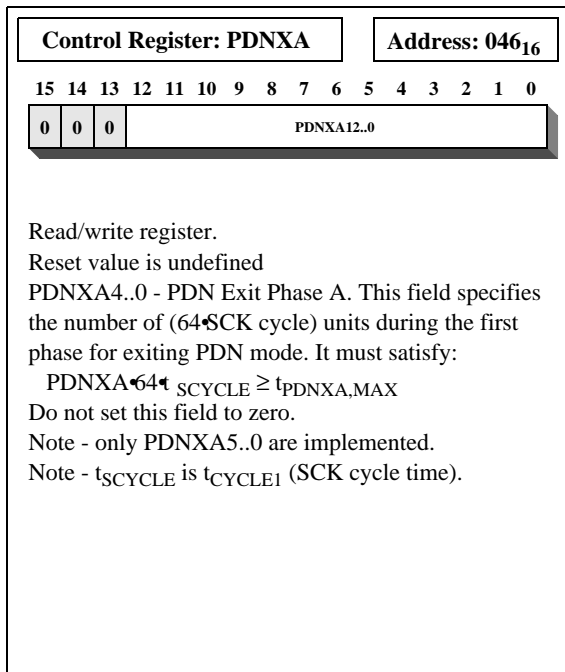 Control Register: PDNXA
Address: 046₁₆
15 14 13 12 11 10 9 8 7 6 5 4 3 2 1 0
0 0 0 PDNXA12..0
Read/write register.
Reset value is undefined
PDNXA4..0 - PDN Exit Phase A. This field specifies
the number of (64•SCK cycle) units during the first
phase for exiting PDN mode. It must satisfy:
PDNXA•64•t SCYCLE ≥ tPDNXA,MAX
Do not set this field to zero.
Note - only PDNXA5..0 are implemented.
Note - tSCYCLE is tCYCLE1 (SCK cycle time).